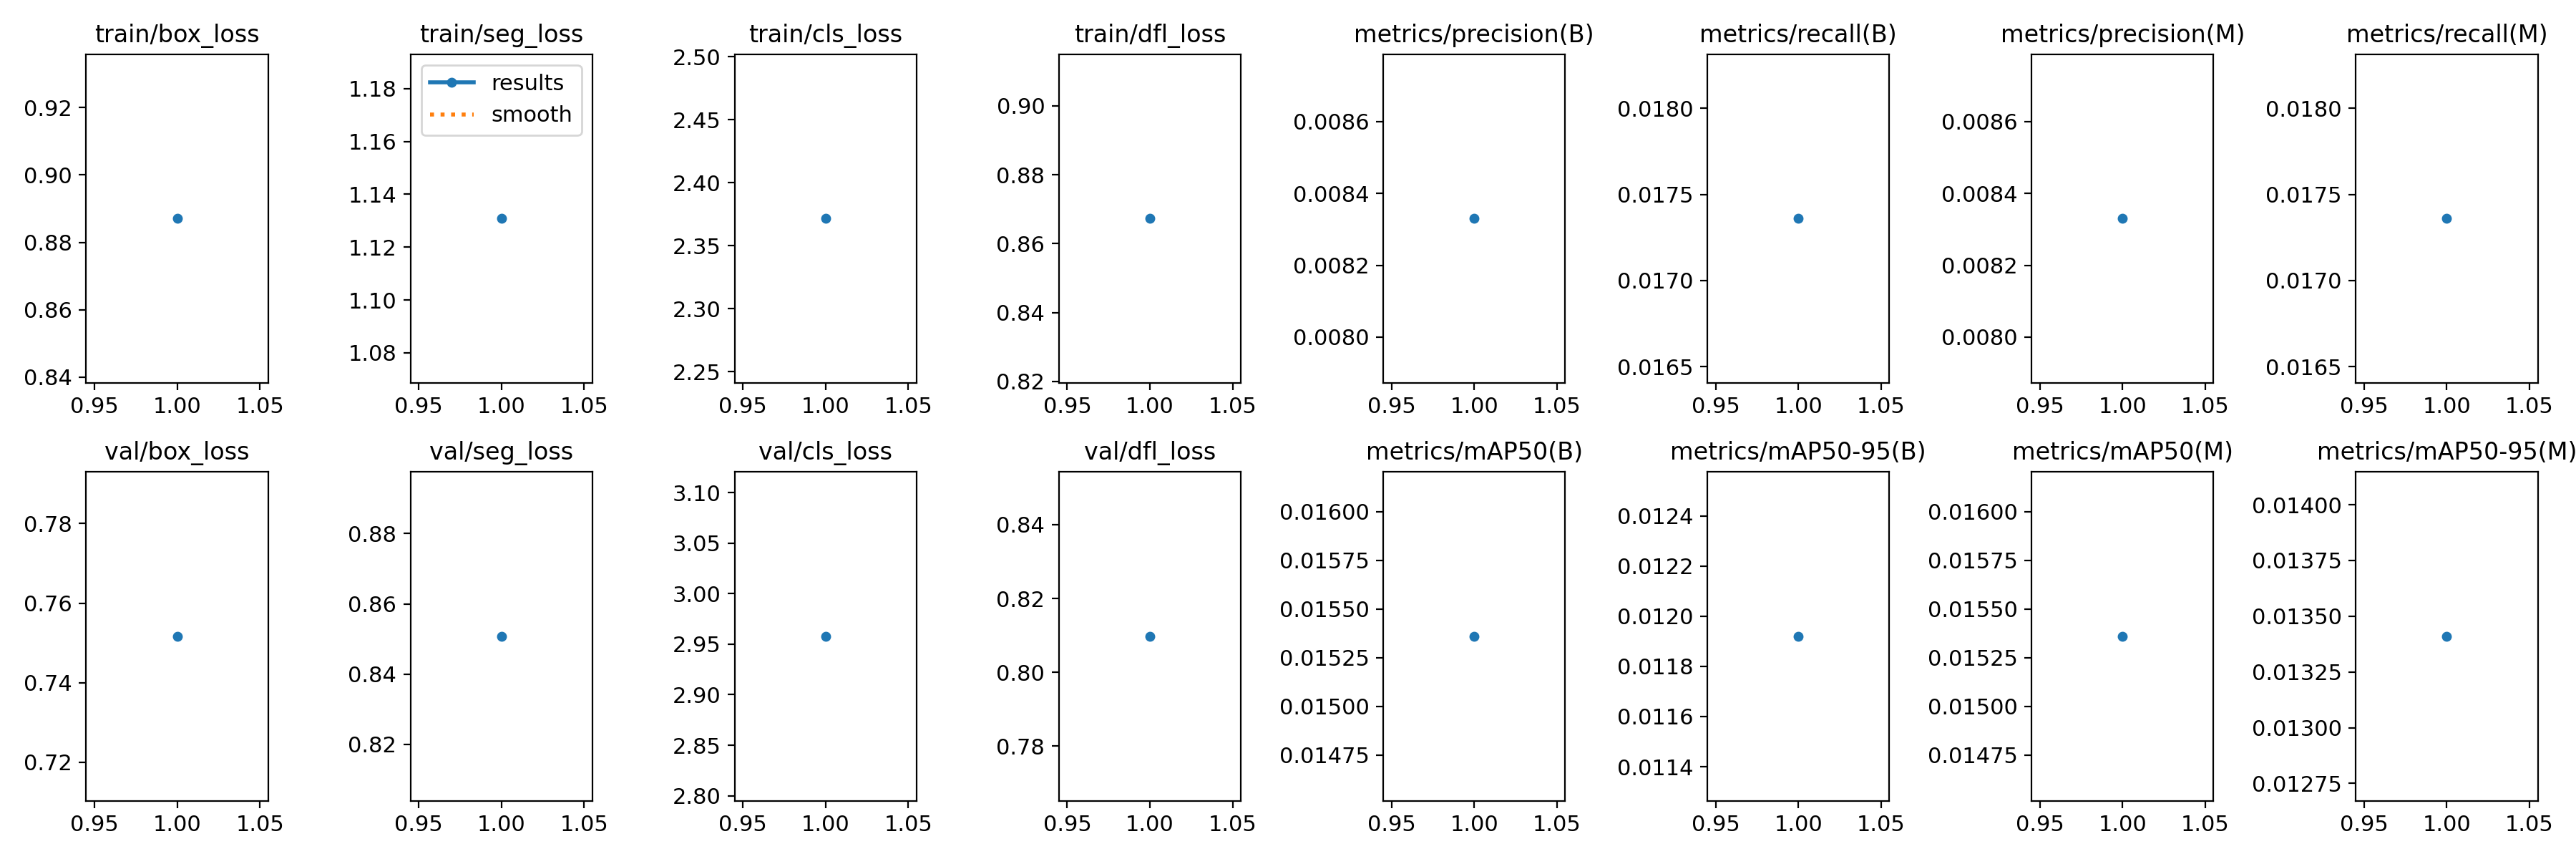 train/box_loss
0.92
0.90
0.88
0.86
0.84
0.95 1.00 1.05
train/seg_loss
results
smooth
1.18
1.16
1.14
1.12
1.10
1.08
0.95 1.00 1.05
train/cls_loss
2.50
2.45
2.40
2.35
2.30
2.25
0.95 1.00 1.05
train/dfl_loss
0.90
0.88
0.86
0.84
0.82
0.95 1.00 1.05
metrics/precision(B)
0.0086
0.0084
0.0082
0.0080
0.95 1.00 1.05
metrics/recall(B)
0.0180
0.0175
0.0170
0.0165
0.95 1.00 1.05
metrics/precision(M)
0.0086
0.0084
0.0082
0.0080
0.95 1.00 1.05
metrics/recall(M)
0.0180
0.0175
0.0170
0.0165
0.95 1.00 1.05
val/box_loss
0.78
0.76
0.74
0.72
0.95 1.00 1.05
val/seg_loss
0.88
0.86
0.84
0.82
0.95 1.00 1.05
val/cls_loss
3.10
3.05
3.00
2.95
2.90
2.85
2.80
0.95 1.00 1.05
val/dfl_loss
0.84
0.82
0.80
0.78
0.95 1.00 1.05
metrics/mAP50(B)
0.01600
0.01575
0.01550
0.01525
0.01500
0.01475
0.95 1.00 1.05
metrics/mAP50-95(B)
0.0124
0.0122
0.0120
0.0118
0.0116
0.0114
0.95 1.00 1.05
metrics/mAP50(M)
0.01600
0.01575
0.01550
0.01525
0.01500
0.01475
0.95 1.00 1.05
metrics/mAP50-95(M)
0.01400
0.01375
0.01350
0.01325
0.01300
0.01275
0.95 1.00 1.05